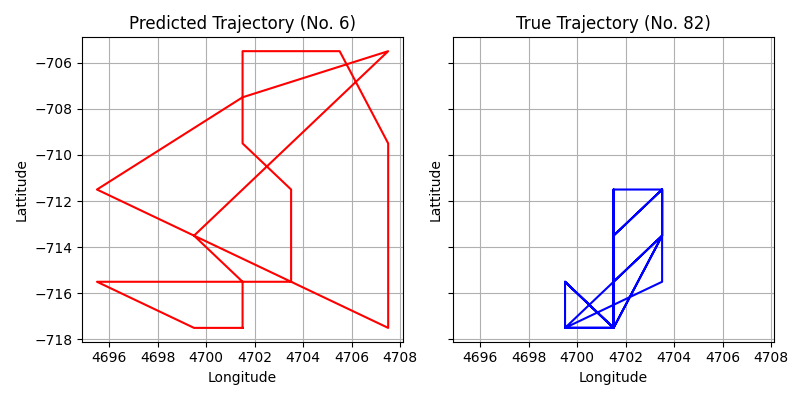 Predicted Trajectory (No. 6)
True Trajectory (No. 82)
Lattitude
−706
−708
−710
−712
−714
−716
−718
4696 4698 4700 4702 4704 4706 4708
Longitude
Lattitude
4696 4698 4700 4702 4704 4706 4708
Longitude